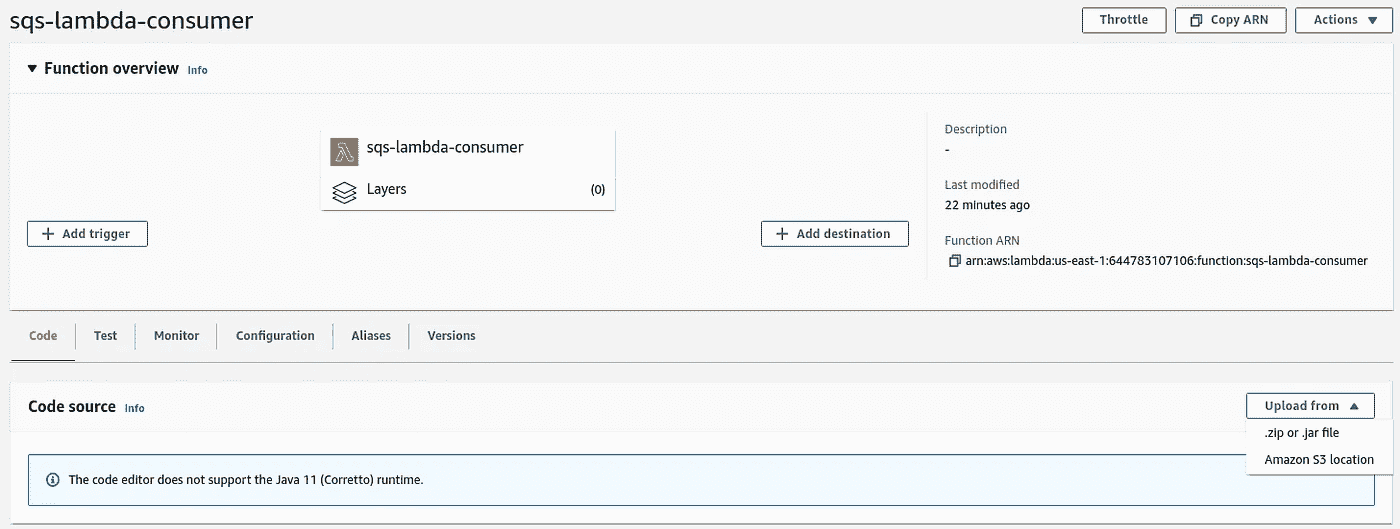 sqs-lambda-consumer
Throttle
Copy ARN
Actions
Function overview Info
sqs-lambda-consumer
Layers (0)
Add trigger
Add destination
Description
-
Last modified
22 minutes ago
Function ARN
arn:aws:lambda:us-east-1:644783107106:function:sqs-lambda-consumer
Code
Test
Monitor
Configuration
Aliases
Versions
Code source Info
Upload from
.zip or .jar file
Amazon S3 location
The code editor does not support the Java 11 (Corretto) runtime.